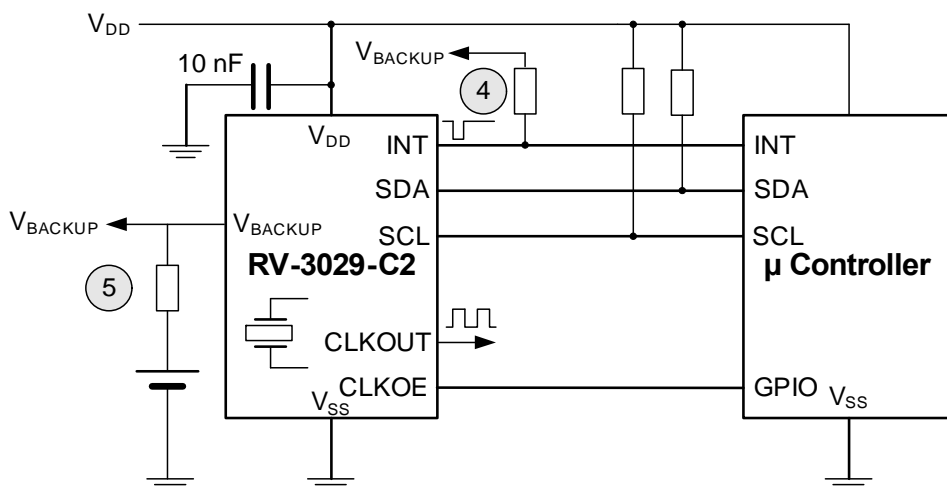 VDD
10 nF
VBACKUP
4
VDD
INT
INT
SDA
SDA
VBACKUP
VBACKUP
SCL
SCL
RV-3029-C2
µ Controller
5
CLKOUT
CLKOE
GPIO
VSS
VSS